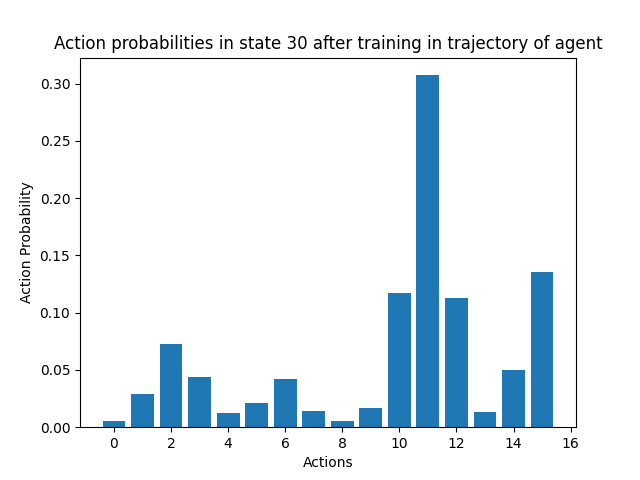 Action probabilities in state 30 after training in trajectory of agent
0.30
0.25
0.20
0.15
0.10
0.05
0.00
Action Probability
0 2 4 6 8 10 12 14 16
Actions